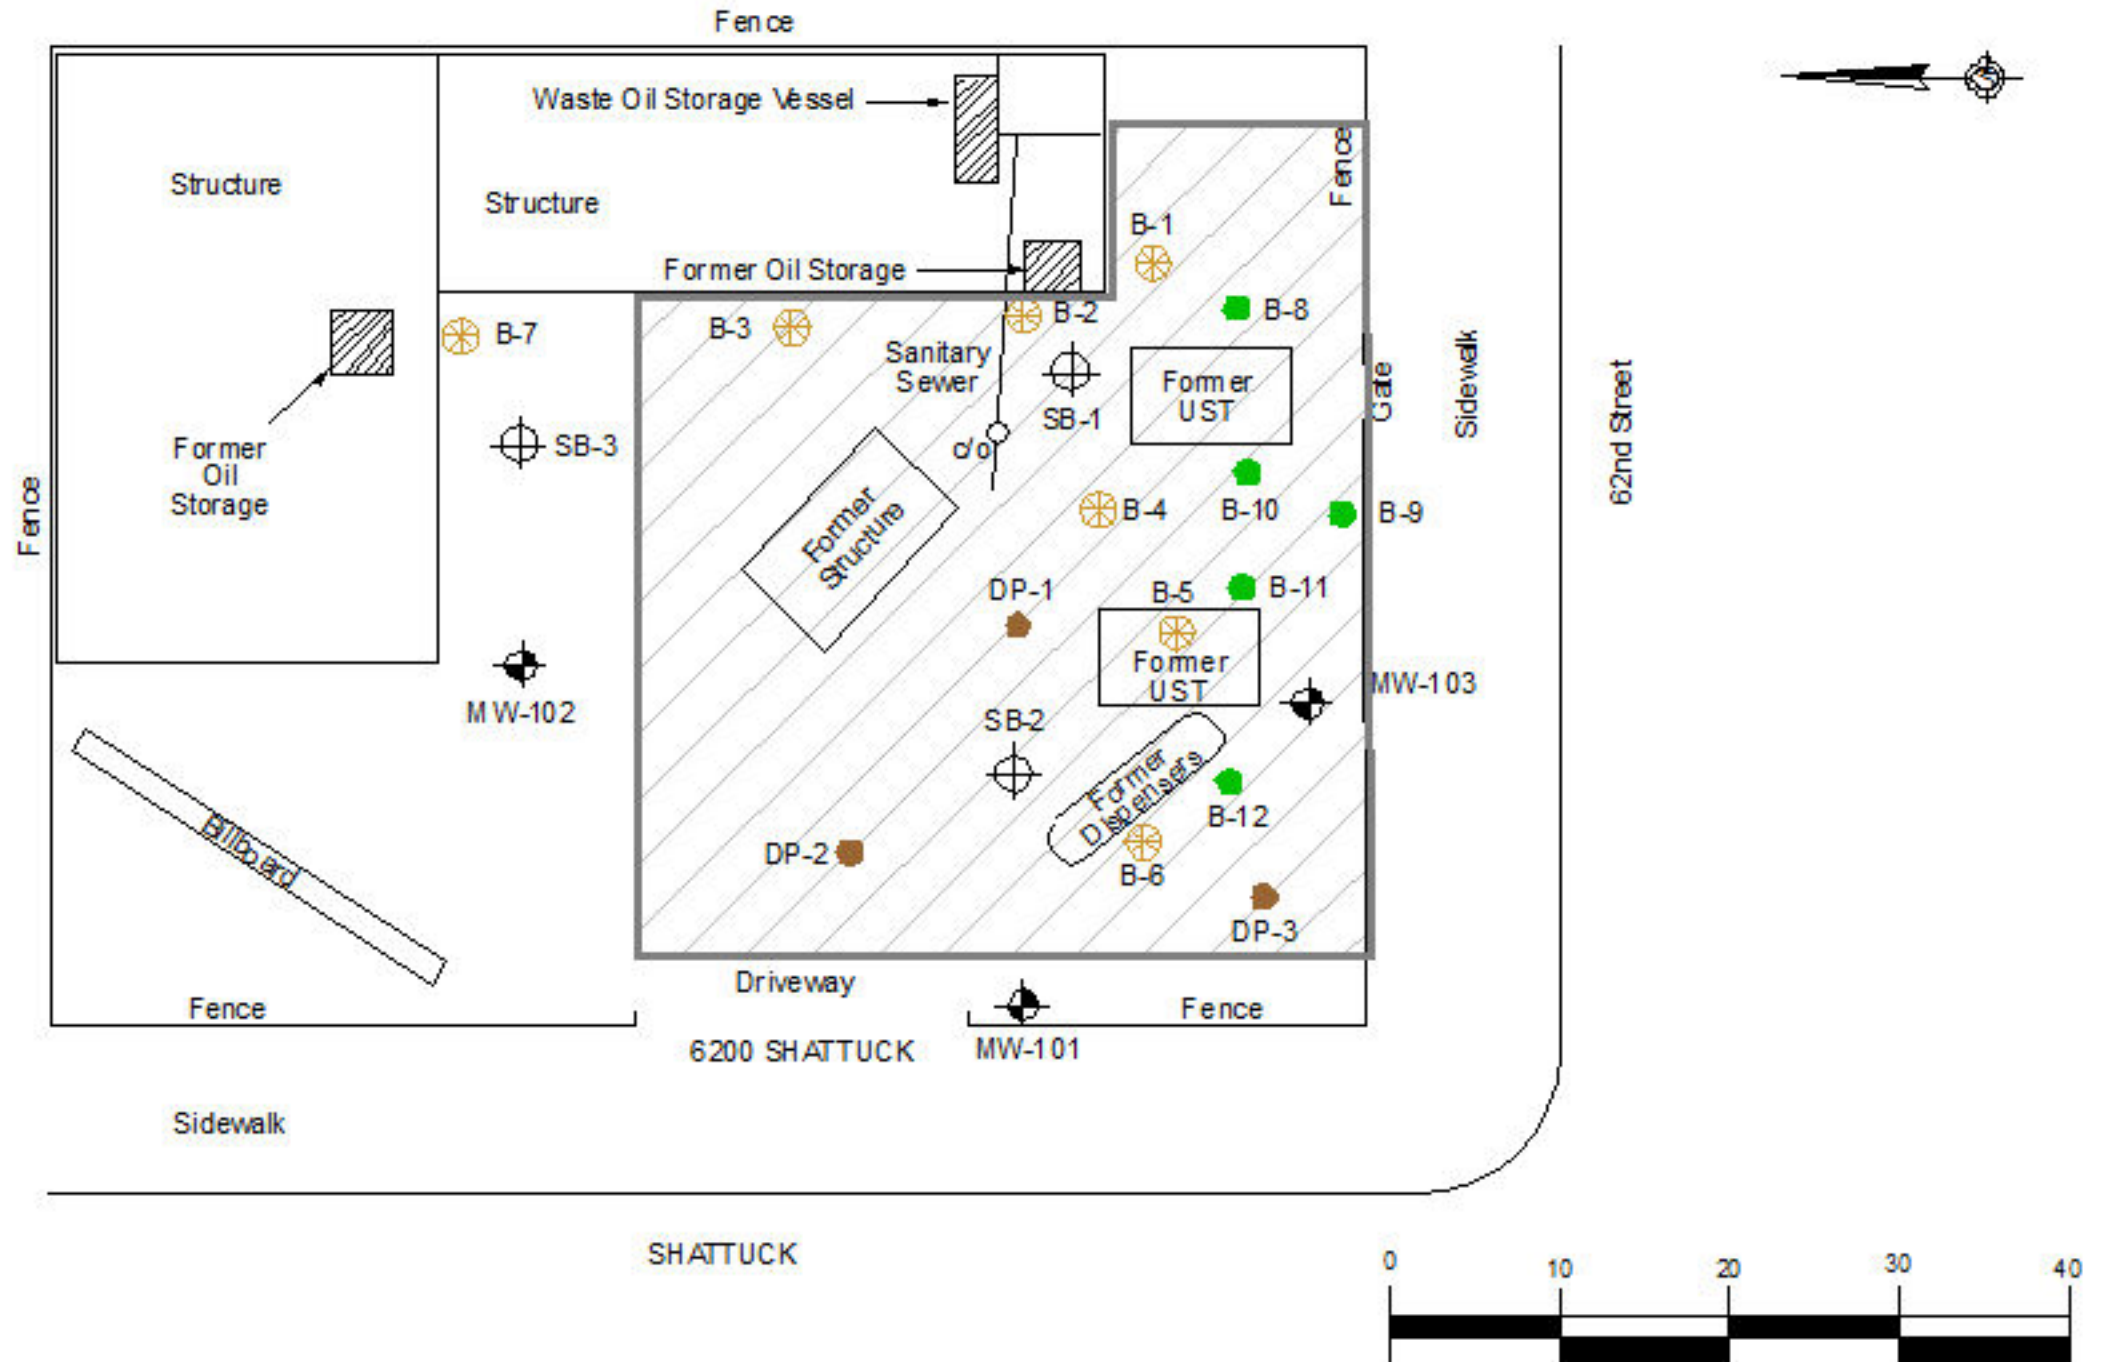 Fence
Waste Oil Storage Vessel
Structure
Structure
Fence
B-1
Former Oil Storage
B-2
B-3
B-7
B-8
Sanitary
Sewer
SB-1
Former
UST
Gate
Sidewalk
62nd Street
Former
Oil
Storage
SB-3
c/o
Fence
Former
Structure
B-4
B-10
B-9
DP-1
B-5
B-11
Former
UST
MW-103
MW-102
SB-2
Former
Dispensers
B-12
Billboard
DP-2
B-6
DP-3
Driveway
Fence
Fence
6200 SHATTUCK
MW-101
Sidewalk
SHATTUCK
0 10 20 30 40